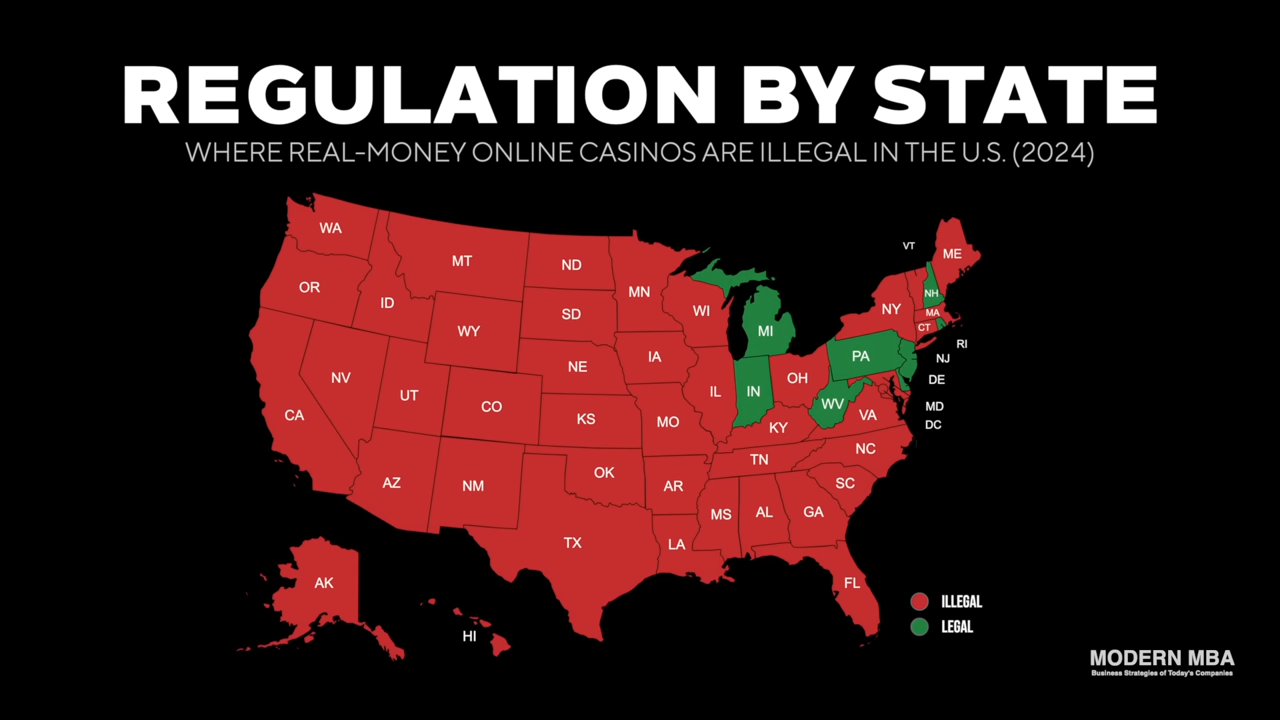 REGULATION BY STATE
WHERE REAL-MONEY ONLINE CASINOS ARE ILLEGAL IN THE U.S. (2024)
WA
VT
ME
MT
ND
OR
MN
ID
NH
SD
WI
NY
MA
WY
CT
MI
RI
IA
PA
NJ
NE
NV
OH
DE
UT
IL
IN
CO
WV
MD
CA
KS
MO
VA
DC
KY
NC
TN
OK
AZ
NM
AR
SC
MS
AL
GA
TX
LA
AK
FL
ILLEGAL
LEGAL
HI
MODERN MBA
Business Strategies of Today's Companies